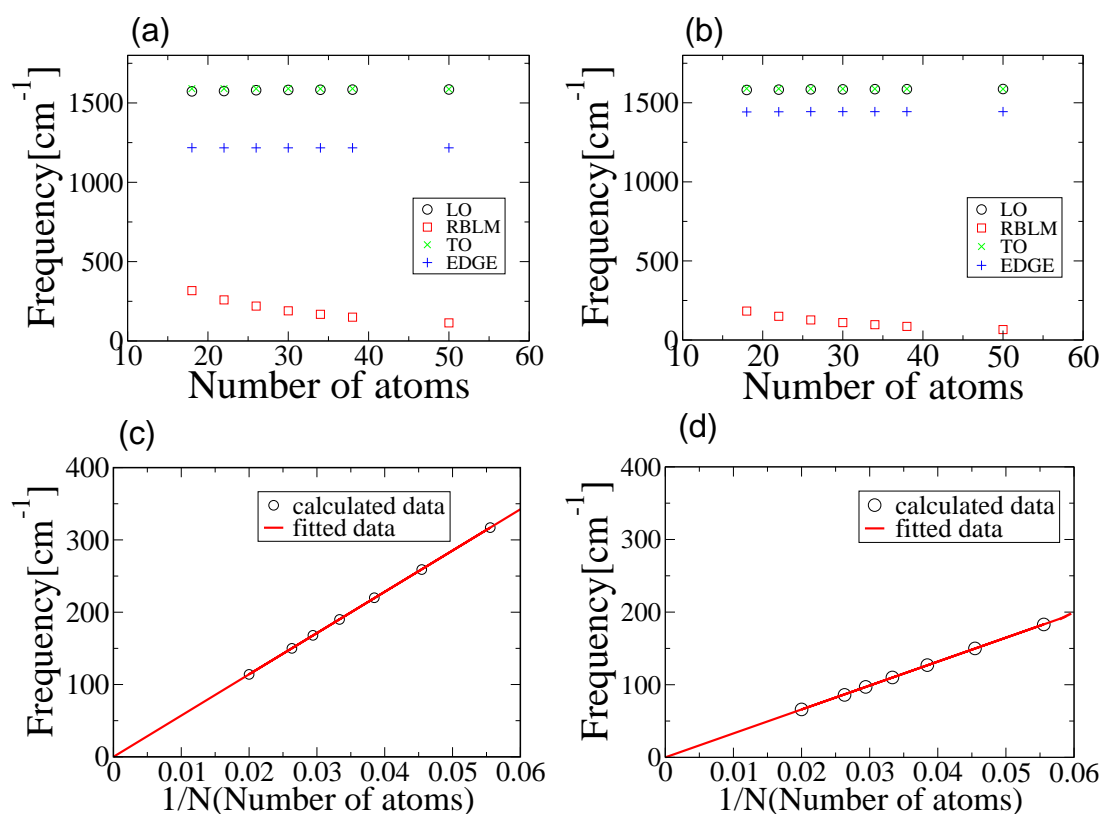 (a)
Frequency[cm-1]
1500
1000
500
0
10 20 30 40 50 60
Number of atoms
LO
RBLM
TO
EDGE
(b)
Frequency[cm-1]
1500
1000
500
0
10 20 30 40 50 60
Number of atoms
LO
RBLM
TO
EDGE
(c)
Frequency[cm-1]
400
300
200
100
0
0 0.01 0.02 0.03 0.04 0.05 0.06
1/N(Number of atoms)
calculated data
fitted data
(d)
Frequency[cm-1]
400
300
200
100
0
0 0.01 0.02 0.03 0.04 0.05 0.06
1/N(Number of atoms)
calculated data
fitted data